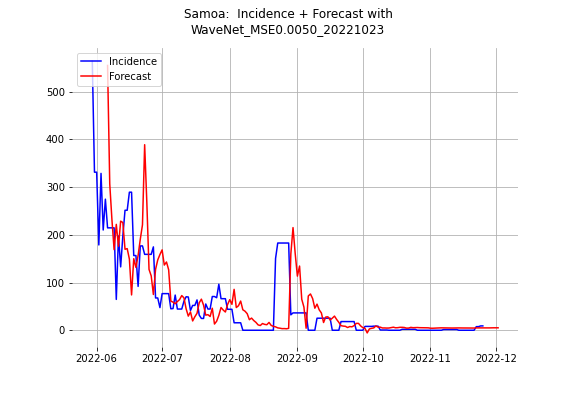 Samoa:  Incidence + Forecast with
WaveNet_MSE0.0050_20221023
Incidence
Forecast
500
400
300
200
100
0
2022-06 2022-07 2022-08 2022-09 2022-10 2022-11 2022-12